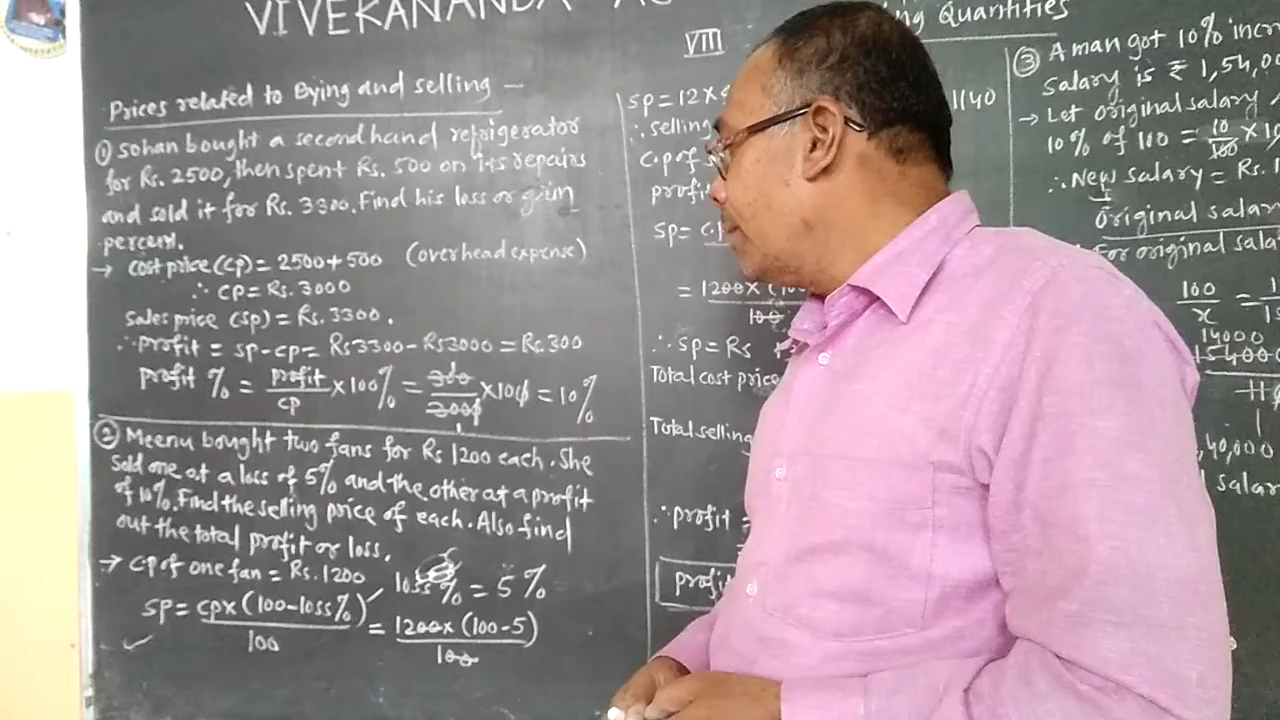 VIVEKANANDA
VIII
ing Quantities
Prices related to Bying and selling —
① Sohan bought a second hand refrigerator
for Rs. 2500, then spent Rs. 500 on its repairs
and sold it for Rs. 3300. Find his loss or gain
percent.
→ cost price (cp) = 2500+500 (overhead expense)
∴ cp = Rs. 3000
Sales price (sp) = Rs. 3300.
∴ profit = sp-cp = Rs3300-Rs3000 = Rs.300
profit % = profit/cp ×100% = 300/3000 ×100 = 10%
② Meenu bought two fans for Rs 1200 each. She
Sold one at a loss of 5% and the other at a profit
of 10%. Find the selling price of each. Also find
out the total profit or loss.
→ cp of one fan = Rs. 1200 loss % = 5%
sp = cp×(100-loss%)/100 = 1200×(100-5)/100
sp = 12×
1140
∴ selling
C.p of
profit
sp =
= 1200×(100/100
∴ sp = Rs
Total cost price
Total selling
∴ profit =
profit
③ A man got 10% incr
Salary is ₹ 1,54,00
→ Let original salary
10% of 100 = 10/100 ×1
∴ New salary = Rs. 1
original salar
For original sala
100/x = 1
14000
154000
11
1
,40,000
salar